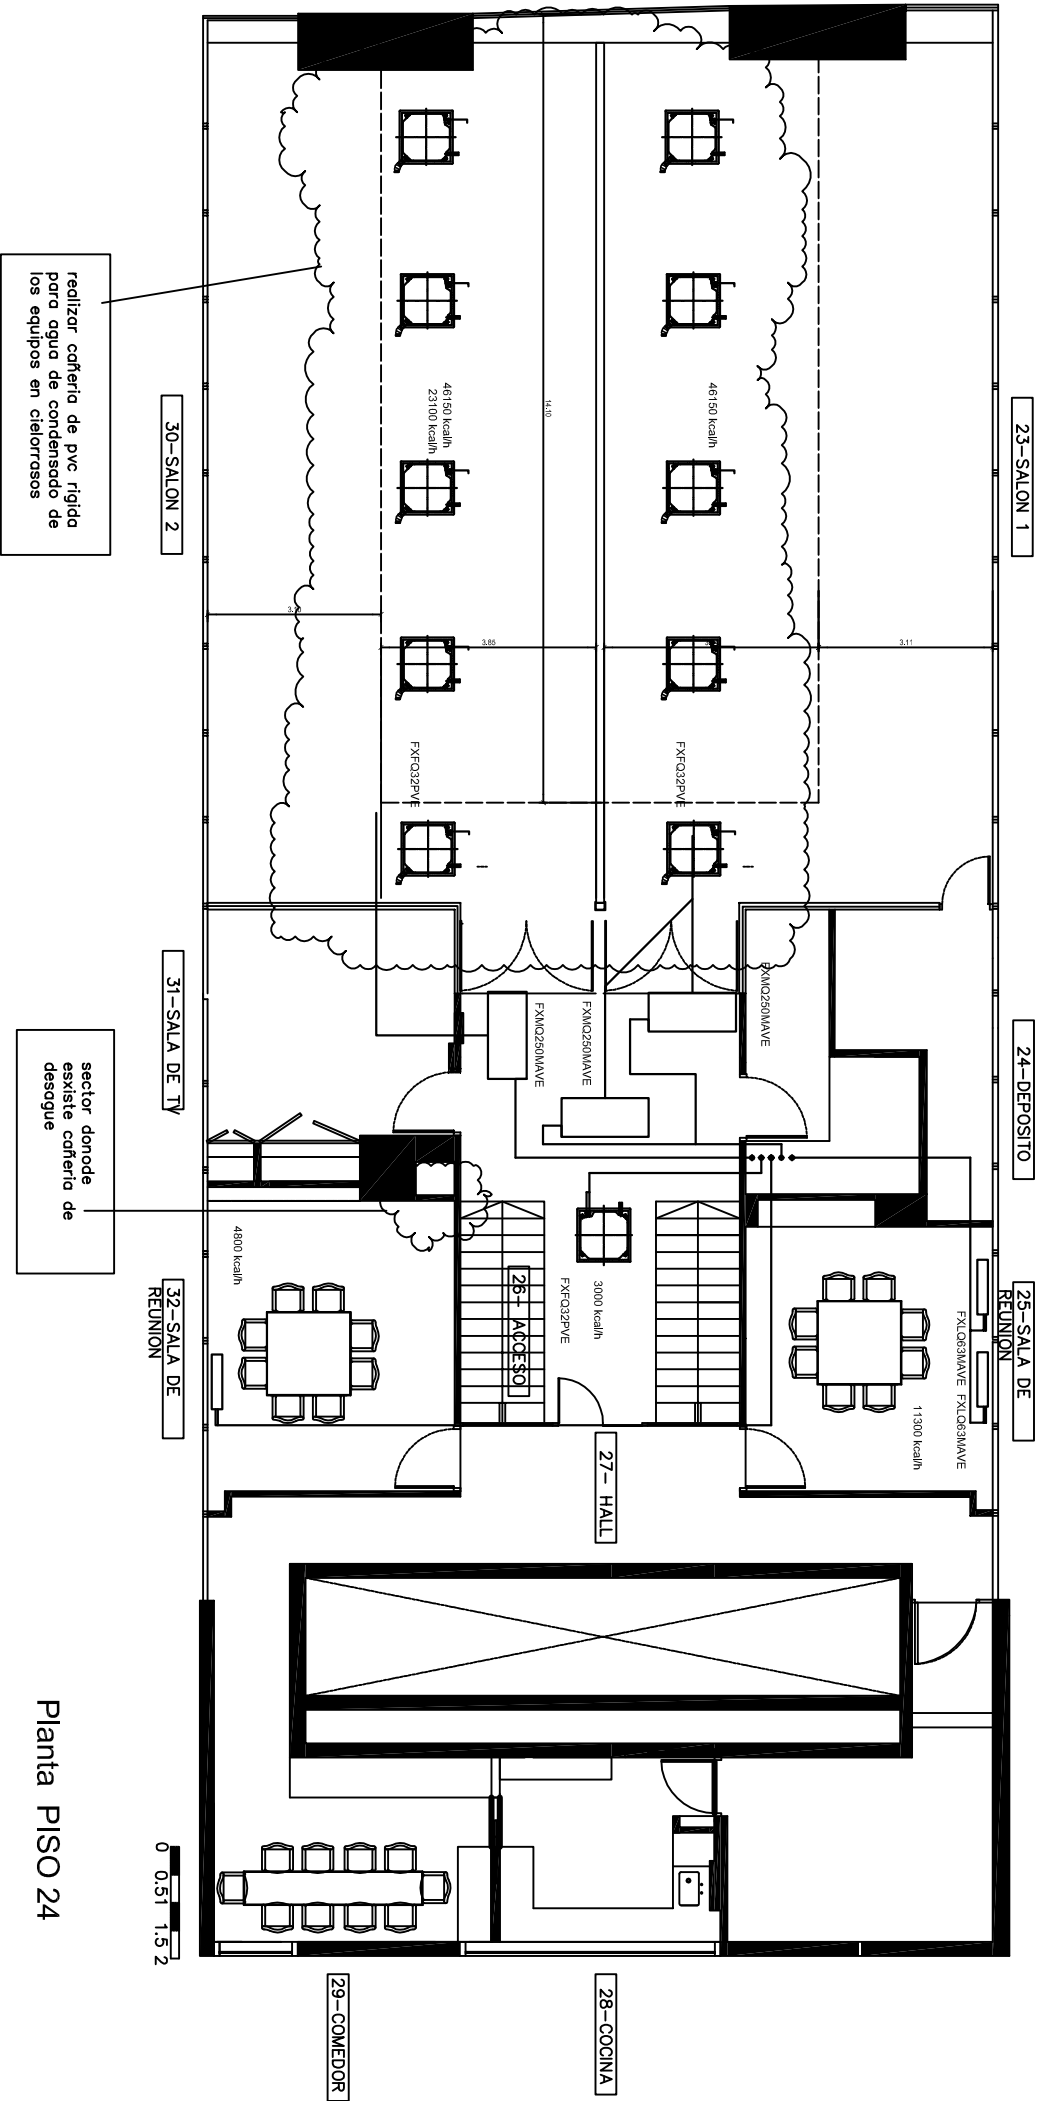 23-SALON 1
24-DEPOSITO
25-SALA DE
REUNION
46150 kcal/h
FXFQ32PVE
FXMQ250MAVE
FXLQ63MAVE FXLQ63MAVE
11300 kcal/h
3.11
14.10
3.85
46150 kcal/h
23100 kcal/h
FXFQ32PVE
FXMQ250MAVE
FXMQ250MAVE
3000 kcal/h
FXFQ32PVE
26- ACCESO
27- HALL
28-COCINA
29-COMEDOR
4800 kcal/h
30-SALON 2
31-SALA DE TV
32-SALA DE
REUNION
realizar cañeria de pvc rigida
para agua de condensado de
los equipos en cielorrasos
sector donode
esxiste cañeria de
desague
0 0.51 1.5 2
Planta PISO 24